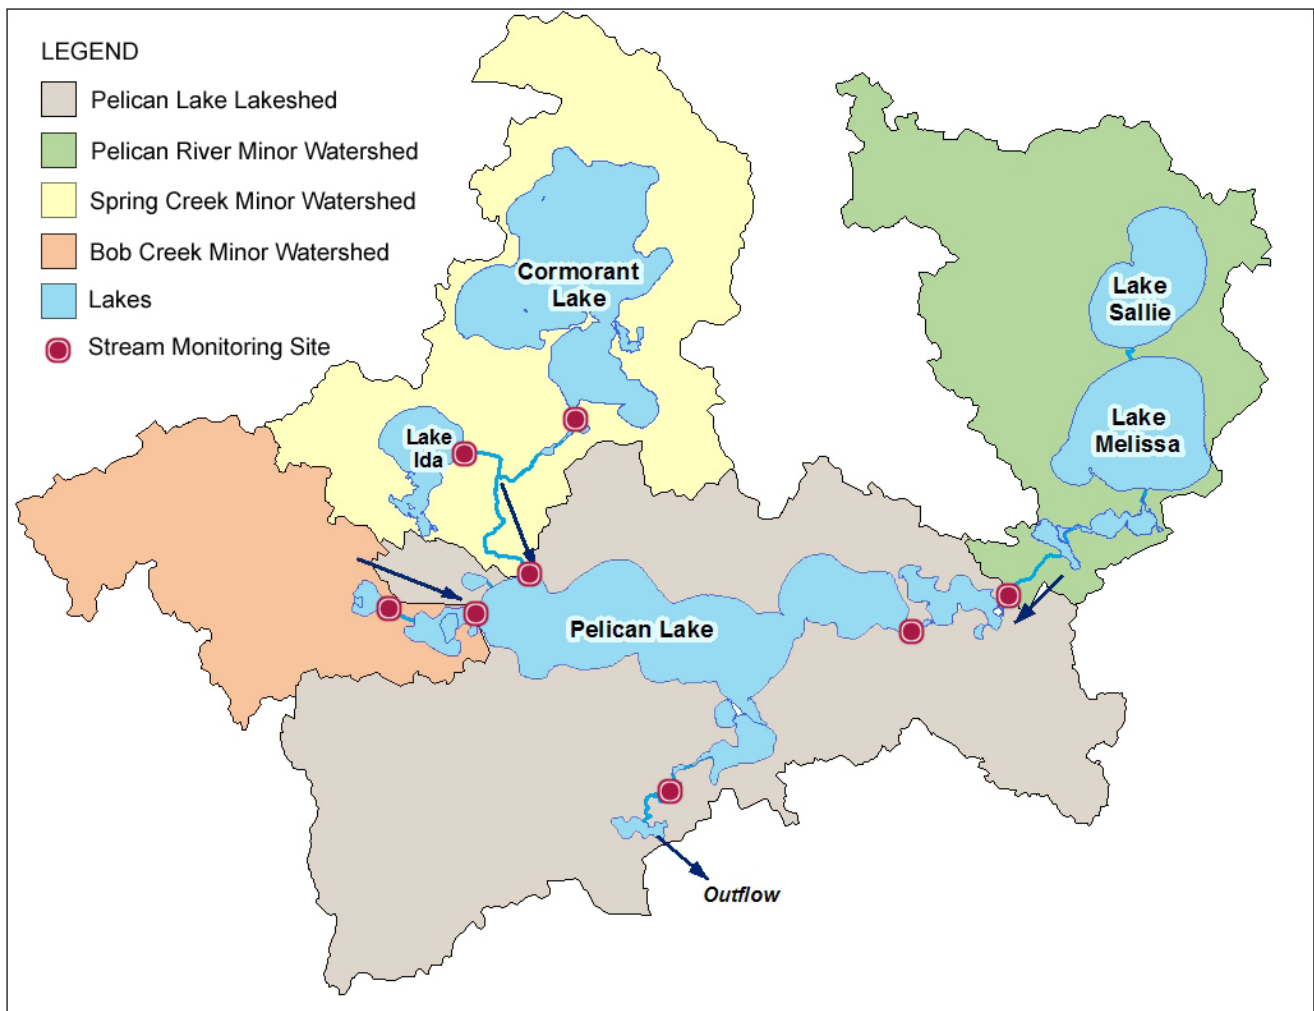 LEGEND
Pelican Lake Lakeshed
Pelican River Minor Watershed
Spring Creek Minor Watershed
Bob Creek Minor Watershed
Lakes
Stream Monitoring Site
Cormorant
Lake
Lake
Sallie
Lake
Melissa
Lake
Ida
Pelican Lake
Outflow